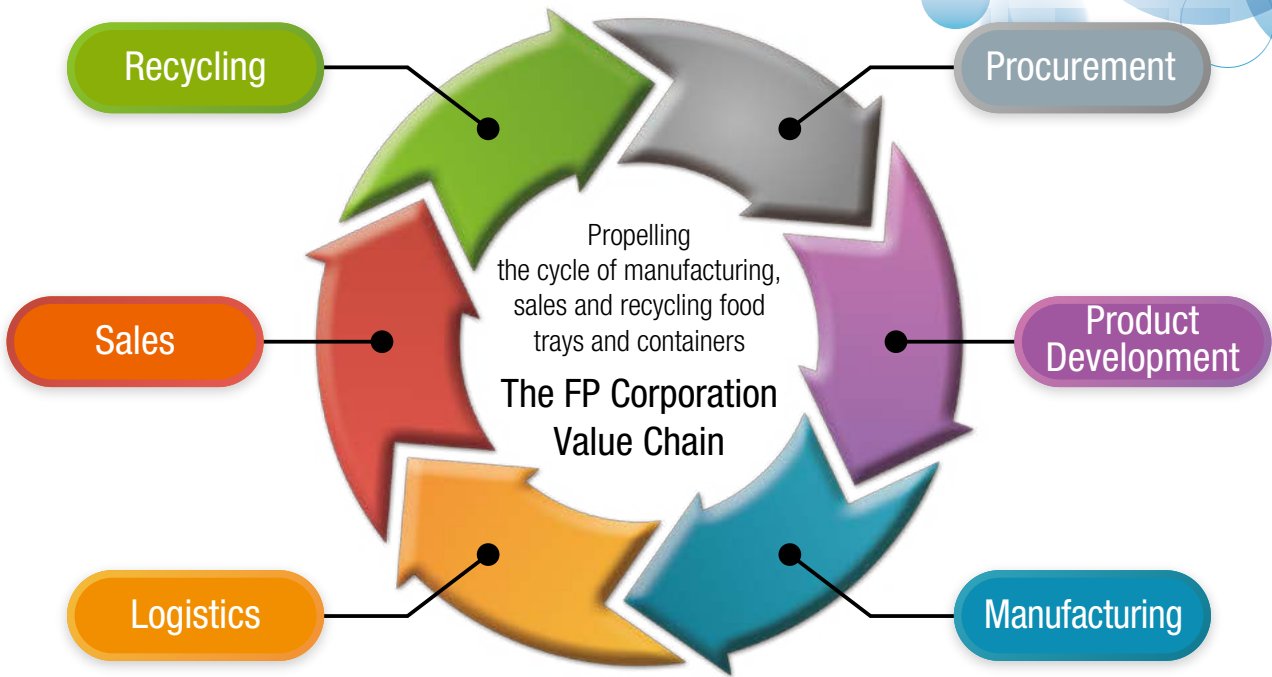 Recycling
Procurement
Propelling
the cycle of manufacturing,
sales and recycling food
trays and containers
The FP Corporation
Value Chain
Sales
Product
Development
Logistics
Manufacturing